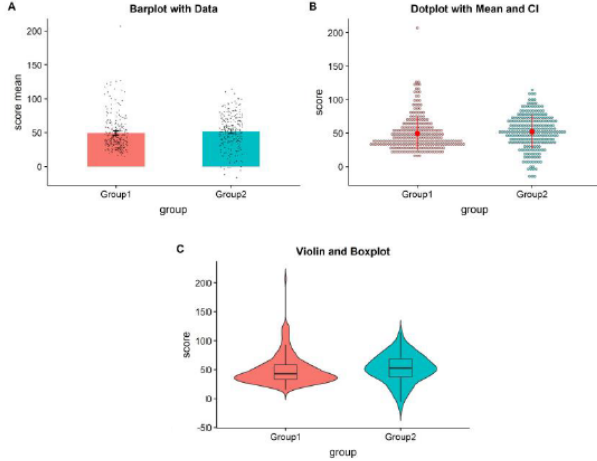 A
Barplot with Data
score mean
200
150
100
50
0
Group1 Group2
group
B
Dotplot with Mean and CI
score
200
150
100
50
0
Group1 Group2
group
C
Violin and Boxplot
score
200
150
100
50
0
-50
Group1 Group2
group